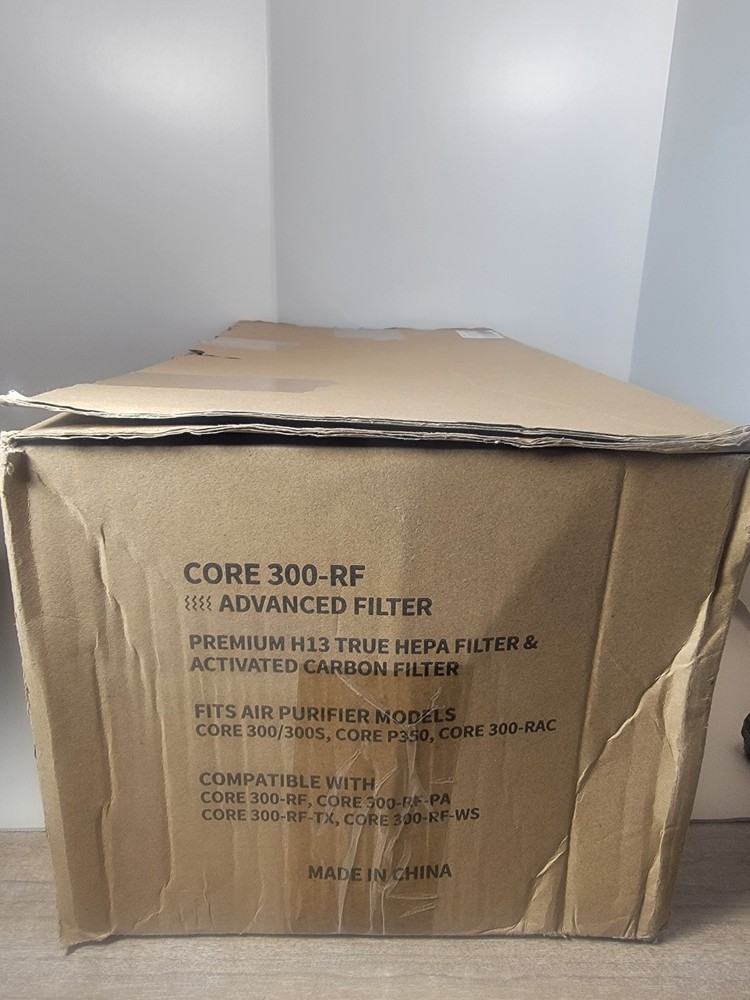 CORE 300-RF
ADVANCED FILTER
PREMIUM H13 TRUE HEPA FILTER &
ACTIVATED CARBON FILTER
FITS AIR PURIFIER MODELS
CORE 300/300S, CORE P350, CORE 300-RAC
COMPATIBLE WITH
CORE 300-RF, CORE 300-RF-PA
CORE 300-RF-TX, CORE 300-RF-WS
MADE IN CHINA